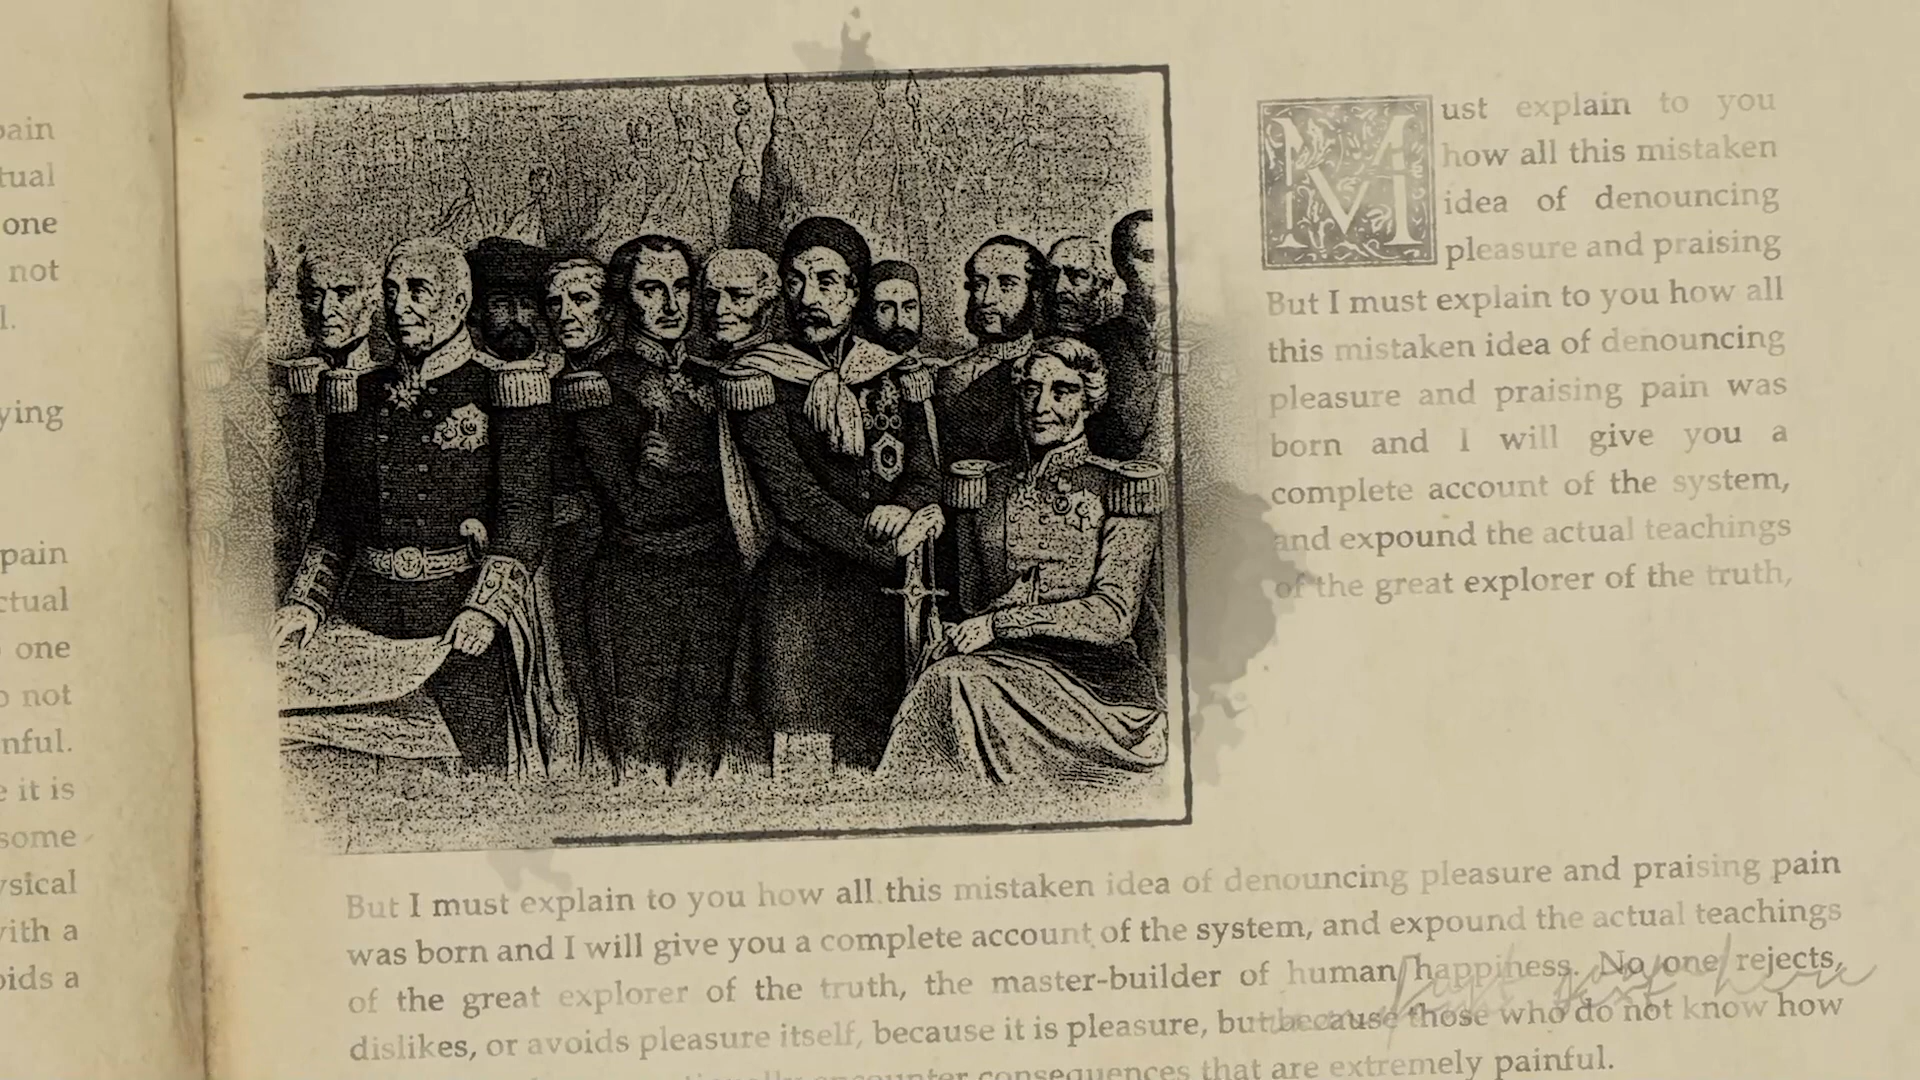 pain
tual
one
not
l.
ying
pain
ctual
one
o not
nful.
e it is
some
ysical
with a
oids a
Must explain to you
how all this mistaken
idea of denouncing
pleasure and praising
But I must explain to you how all
this mistaken idea of denouncing
pleasure and praising pain was
born and I will give you a
complete account of the system,
and expound the actual teachings
of the great explorer of the truth,
But I must explain to you how all this mistaken idea of denouncing pleasure and praising pain
was born and I will give you a complete account of the system, and expound the actual teachings
of the great explorer of the truth, the master-builder of human happiness. No one rejects,
dislikes, or avoids pleasure itself, because it is pleasure, but because those who do not know how
encounter consequences that are extremely painful.